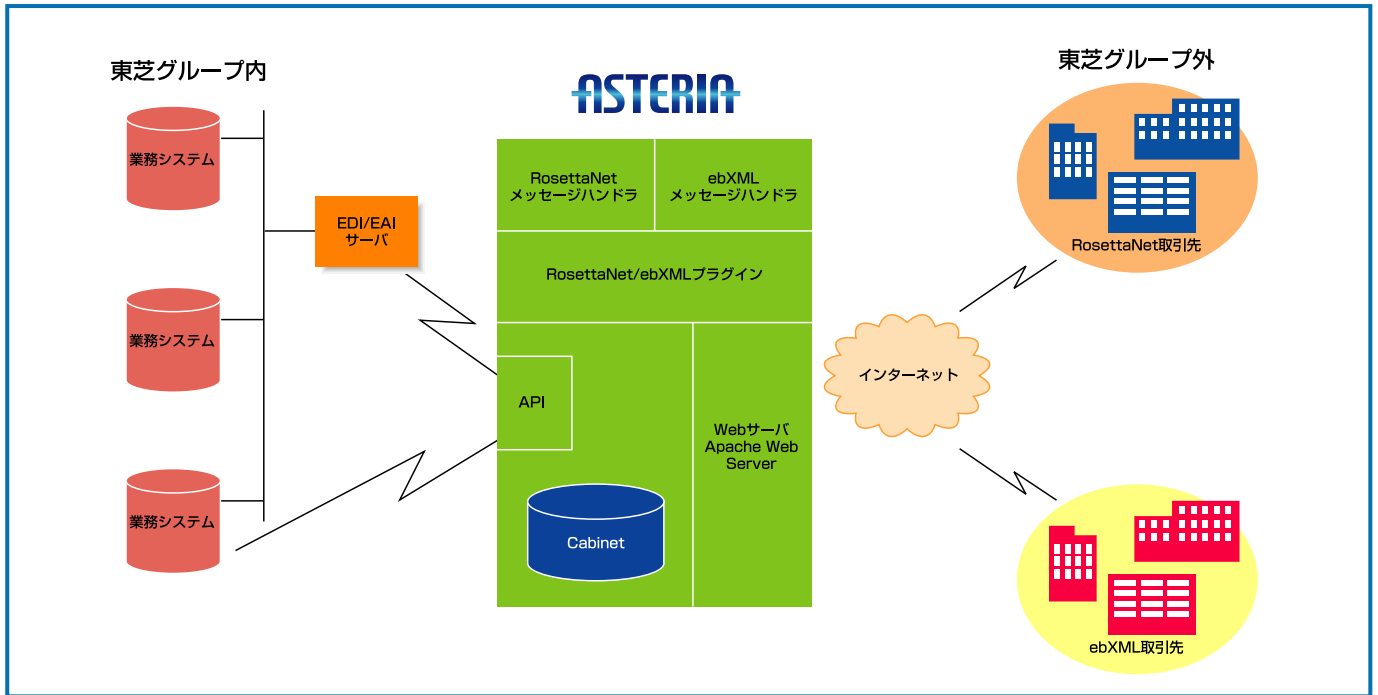 東芝グループ内
業務システム
業務システム
業務システム
EDI/EAI
サーバ
ASTERIA
RosettaNet
メッセージハンドラ
ebXML
メッセージハンドラ
RosettaNet/ebXMLプラグイン
API
Cabinet
Webサーバ
Apache Web
Server
インターネット
東芝グループ外
RosettaNet取引先
ebXML取引先